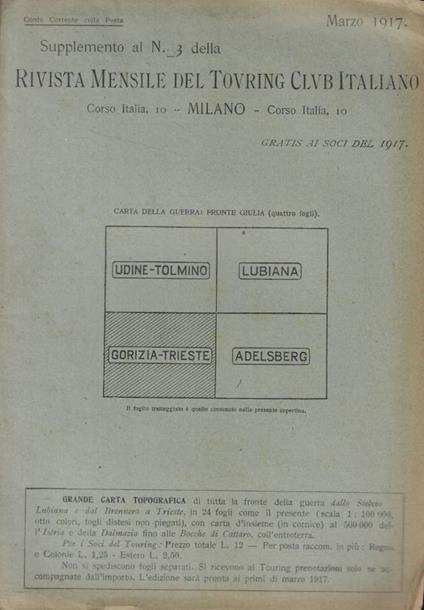 Conto Corrente colla Posta
Marzo 1917.
Supplemento al N. 3 della
RIVISTA MENSILE DEL TOVRING CLVB ITALIANO
Corso Italia, 10 – MILANO – Corso Italia, 10
GRATIS AI SOCI DEL 1917.
CARTA DELLA GUERRA: FRONTE GIULIA (quattro fogli).
UDINE-TOLMINO
LUBIANA
GORIZIA-TRIESTE
ADELSBERG
Il foglio tratteggiato è quello contenuto nella presente copertina.
GRANDE CARTA TOPOGRAFICA di tutta la fronte della guerra dallo Stelvio
Lubiana e dal Brennero a Trieste, in 24 fogli come il presente (scala 1 : 100 000,
otto colori, fogli distesi non piegati), con carta d'insieme (in cornice) al 500 000 del-
l'Istria e della Dalmazia fino alle Bocche di Cattaro, coll'entroterra.
Per i Soci del Touring: Prezzo totale L. 12 — Per posta raccom. in più: Regno
e Colonie L. 1,25 - Estero L. 2,50.
Non si spediscono fogli separati. Si ricevono al Touring prenotazioni solo se ac-
compagnate dall'importo. L'edizione sarà pronta ai primi di marzo 1917.